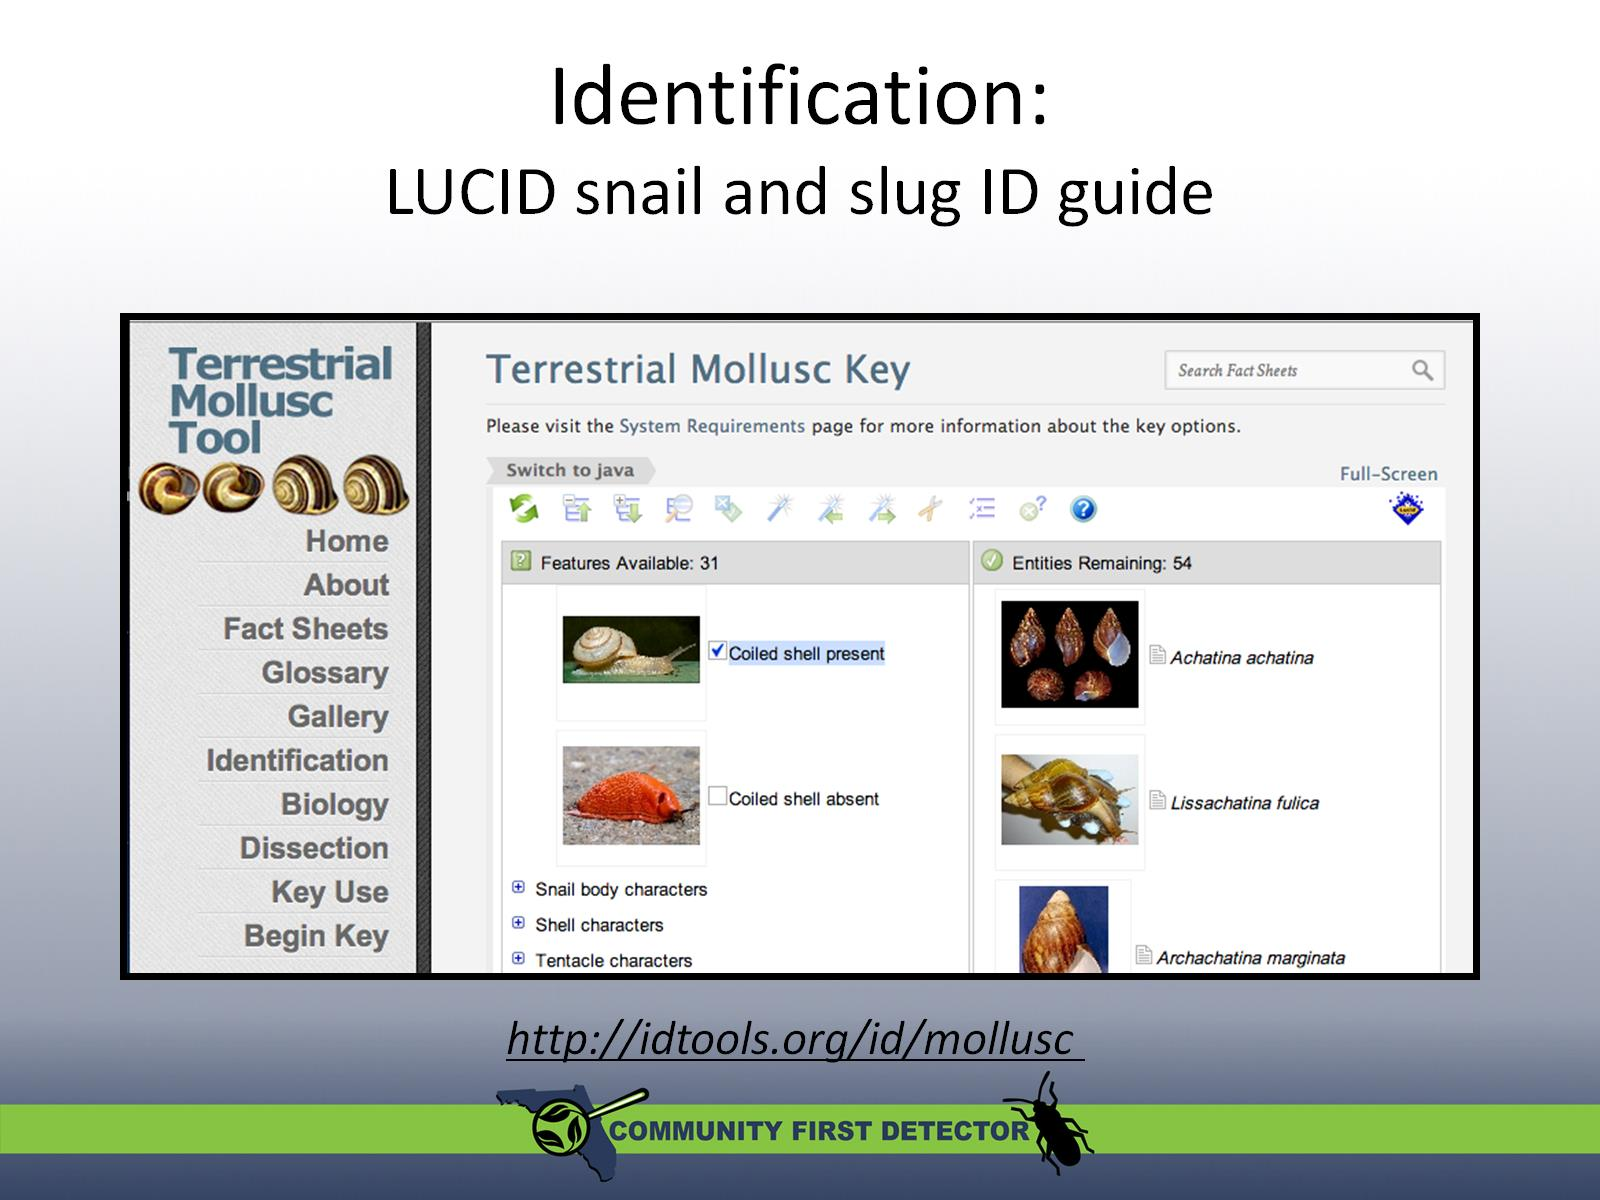 Identification:
LUCID snail and slug ID guide
Terrestrial
Mollusc
Tool
Home
About
Fact Sheets
Glossary
Gallery
Identification
Biology
Dissection
Key Use
Begin Key
Terrestrial Mollusc Key
Search Fact Sheets
Please visit the System Requirements page for more information about the key options.
Switch to java
Full-Screen
Features Available: 31
Coiled shell present
Coiled shell absent
Snail body characters
Shell characters
Tentacle characters
Entities Remaining: 54
Achatina achatina
Lissachatina fulica
Archachatina marginata
http://idtools.org/id/mollusc
COMMUNITY FIRST DETECTOR